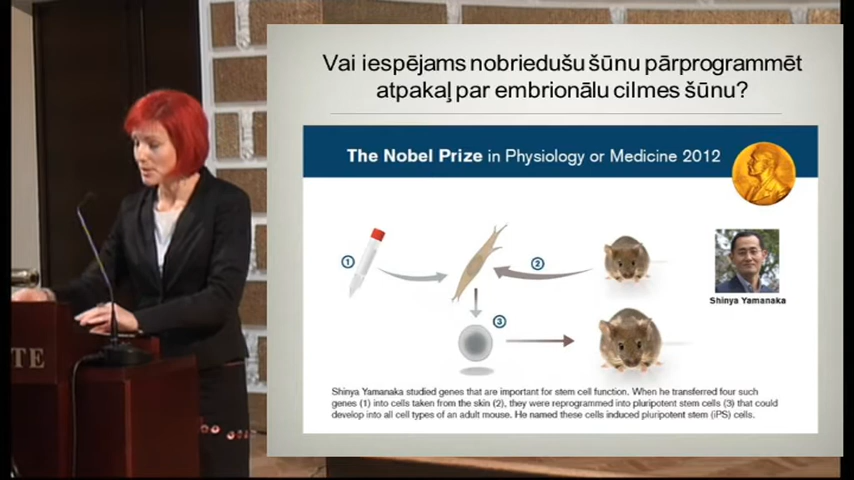 Vai iespējams nobriedušu šūnu pārprogrammēt
atpakaļ par embrionālu cilmes šūnu?
The Nobel Prize in Physiology or Medicine 2012
1
2
Shinya Yamanaka
3
TE
Shinya Yamanaka studied genes that are important for stem cell function. When he transferred four such
genes (1) into cells taken from the skin (2), they were reprogrammed into pluripotent stem cells (3) that could
develop into all cell types of an adult mouse. He named these cells induced pluripotent stem (iPS) cells.